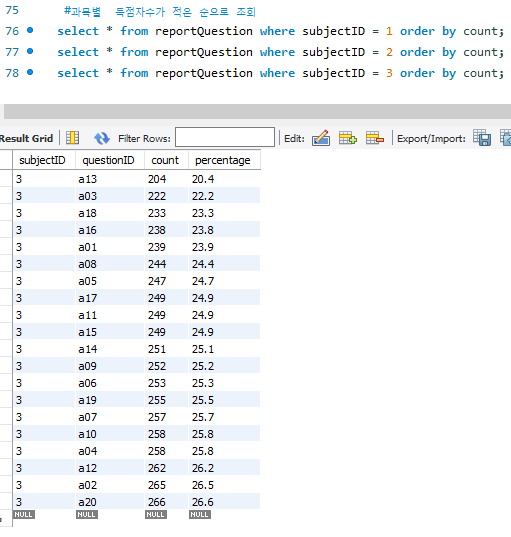 75 #과목별 득점자수가 적은 순으로 조회
76 select * from reportQuestion where subjectID = 1 order by count;
77 select * from reportQuestion where subjectID = 2 order by count;
78 select * from reportQuestion where subjectID = 3 order by count;
Result Grid Filter Rows: Edit: Export/Import:
subjectID questionID count percentage
3 a13 204 20.4
3 a03 222 22.2
3 a18 233 23.3
3 a16 238 23.8
3 a01 239 23.9
3 a08 244 24.4
3 a05 247 24.7
3 a17 249 24.9
3 a11 249 24.9
3 a15 249 24.9
3 a14 251 25.1
3 a09 252 25.2
3 a06 253 25.3
3 a19 255 25.5
3 a07 257 25.7
3 a10 258 25.8
3 a04 258 25.8
3 a12 262 26.2
3 a02 265 26.5
3 a20 266 26.6
NULL NULL NULL NULL